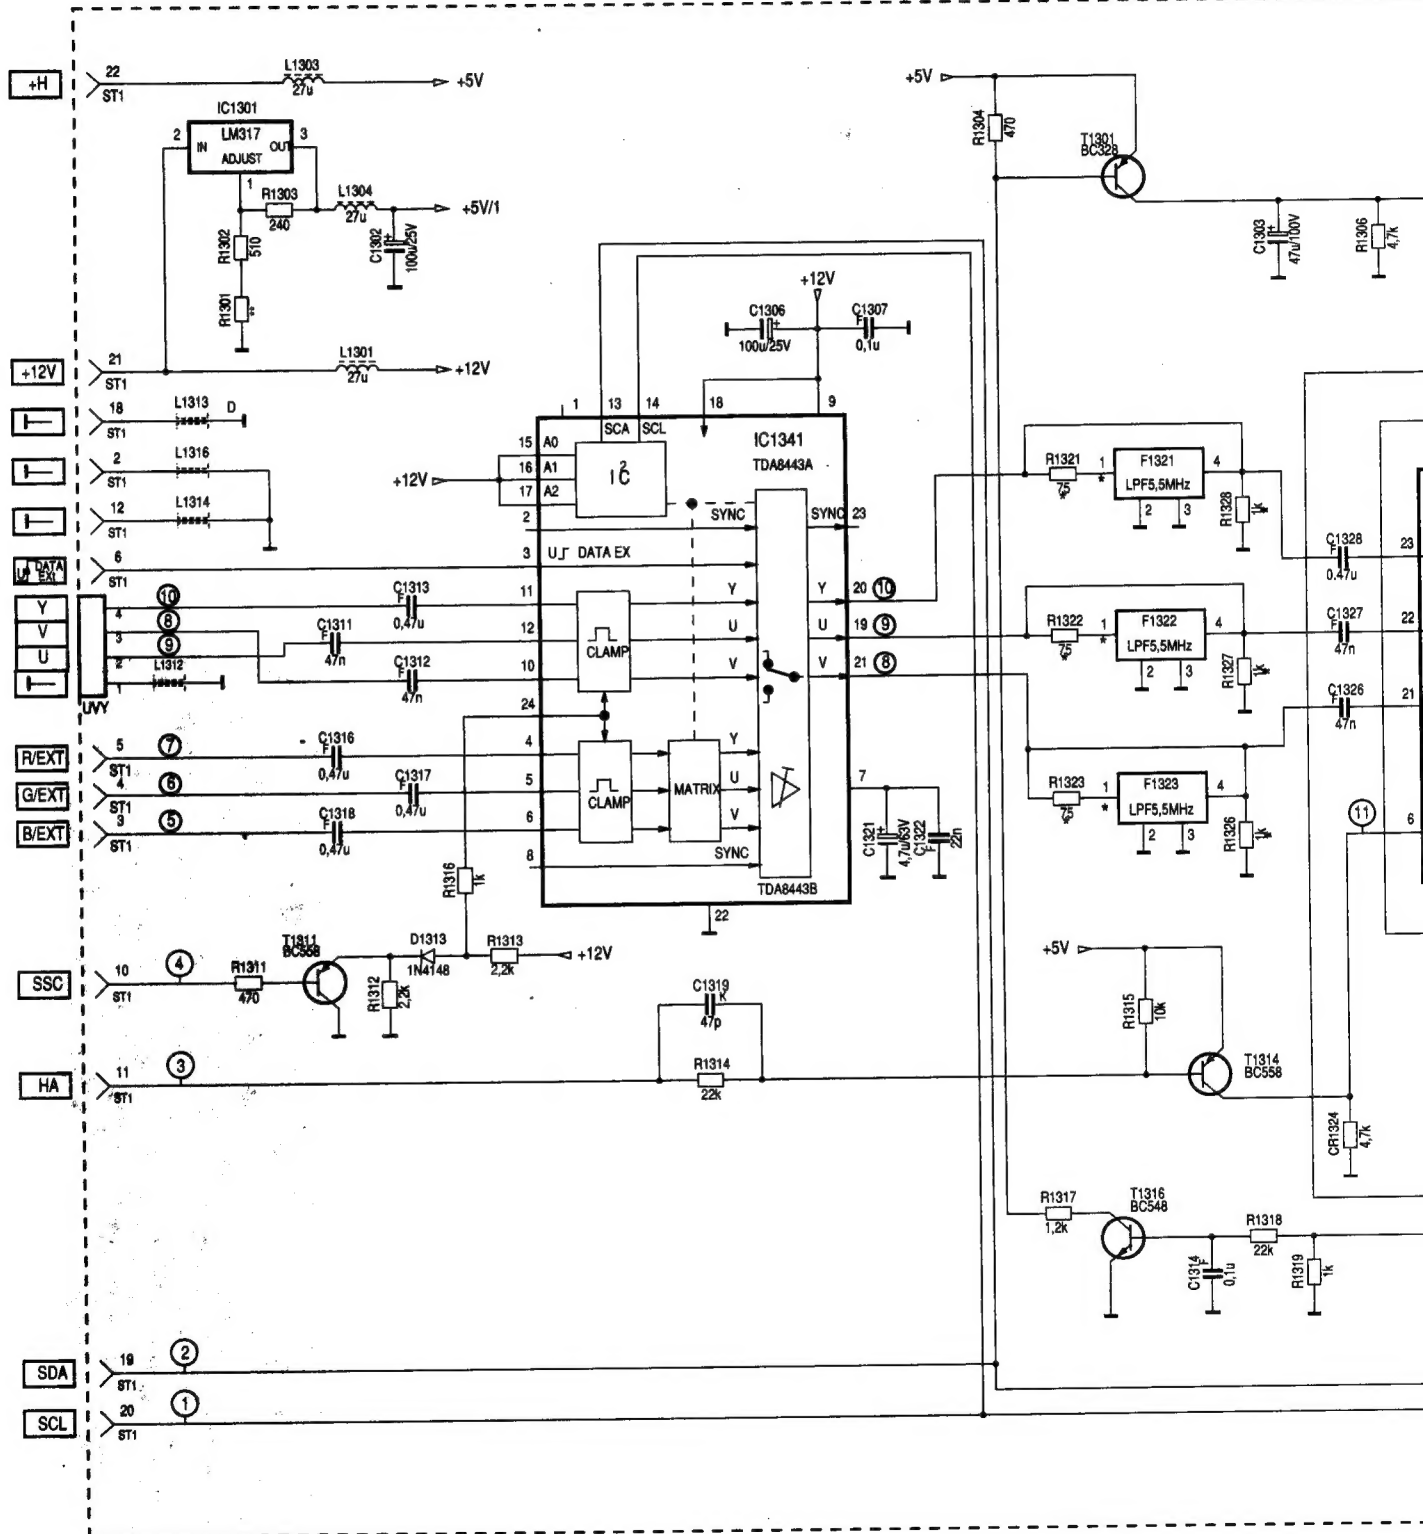 +H
22
ST1
L1303
27u
+5V
IC1301
2
LM317
3
IN
OUT
ADJUST
1
R1303
240
L1304
27u
+5V/1
R1302
510
C1302
+
100u/25V
R1301
**
+12V
21
ST1
L1301
27u
+12V
18
ST1
L1313
D
2
ST1
L1316
12
ST1
L1314
U DATA EXT
6
ST1
Y
V
U
4
3
2
1
UVY
10
8
9
L1312
C1313
F
0,47u
C1311
F
47n
C1312
F
47n
R/EXT
5
ST1
7
C1316
F
0,47u
G/EXT
4
ST1
6
C1317
F
0,47u
B/EXT
3
ST1
5
C1318
F
0,47u
+12V
C1306
+
100u/25V
C1307
F
0,1u
1
13
14
18
9
SCA
SCL
15
A0
16
A1
17
A2
+12V
I²C
IC1341
TDA8443A
2
SYNC
SYNC
23
3
U DATA EX
11
Y
Y
20
10
12
U
U
19
9
CLAMP
10
V
V
21
8
24
4
Y
5
CLAMP
MATRIX
U
6
V
8
SYNC
TDA8443B
22
7
C1321
+
4,7u/63V
C1322
F
22n
R1316
1k
SSC
10
ST1
4
R1311
470
T1311
BC558
R1312
2,2k
D1313
1N4148
R1313
2,2k
+12V
HA
11
ST1
3
C1319
K
47p
R1314
22k
+5V
R1304
470
T1301
BC328
C1303
+
47u/100V
R1306
4,7k
R1321
75
*
1
*
F1321
LPF5,5MHz
4
2
3
R1328
1k
*
C1328
F
0.47u
23
R1322
75
*
1
*
F1322
LPF5,5MHz
4
2
3
R1327
1k
*
C1327
F
47n
22
C1326
F
47n
21
R1323
75
*
1
*
F1323
LPF5,5MHz
4
2
3
R1326
1k
*
11
6
+5V
R1315
10k
T1314
BC558
CR1324
4,7k
R1317
1,2k
T1316
BC548
C1314
F
0,1u
R1318
22k
R1319
1k
SDA
19
ST1
2
SCL
20
ST1
1